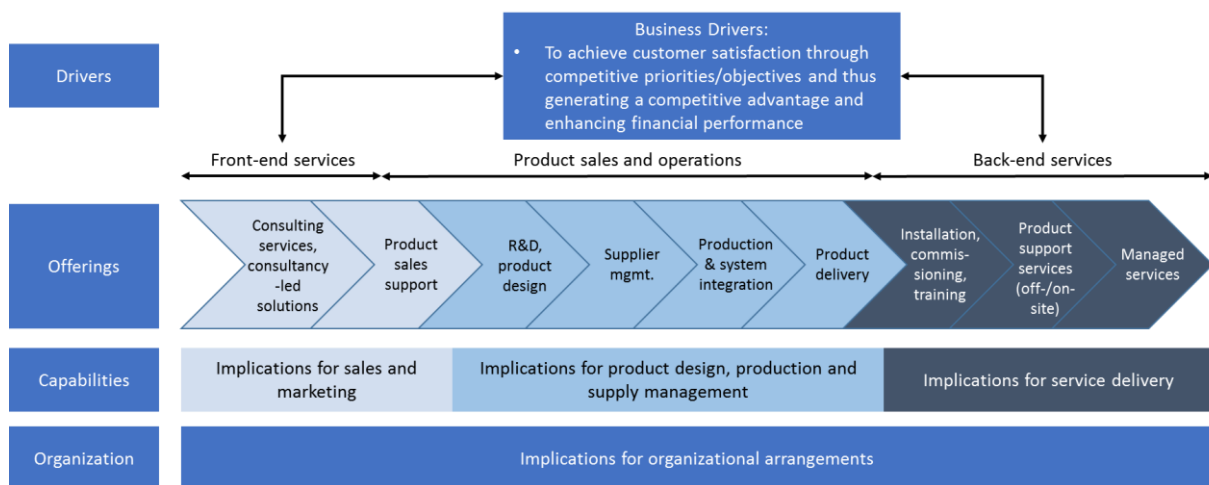 Drivers
Business Drivers:
• To achieve customer satisfaction through
competitive priorities/objectives and thus
generating a competitive advantage and
enhancing financial performance
Front-end services
Product sales and operations
Back-end services
Offerings
Consulting
services,
consultancy
-led
solutions
Product
sales
support
R&D,
product
design
Supplier
mgmt.
Production
& system
integration
Product
delivery
Installation,
commis-
sioning,
training
Product
support
services
(off-/on-
site)
Managed
services
Capabilities
Implications for sales and
marketing
Implications for product design, production and
supply management
Implications for service delivery
Organization
Implications for organizational arrangements